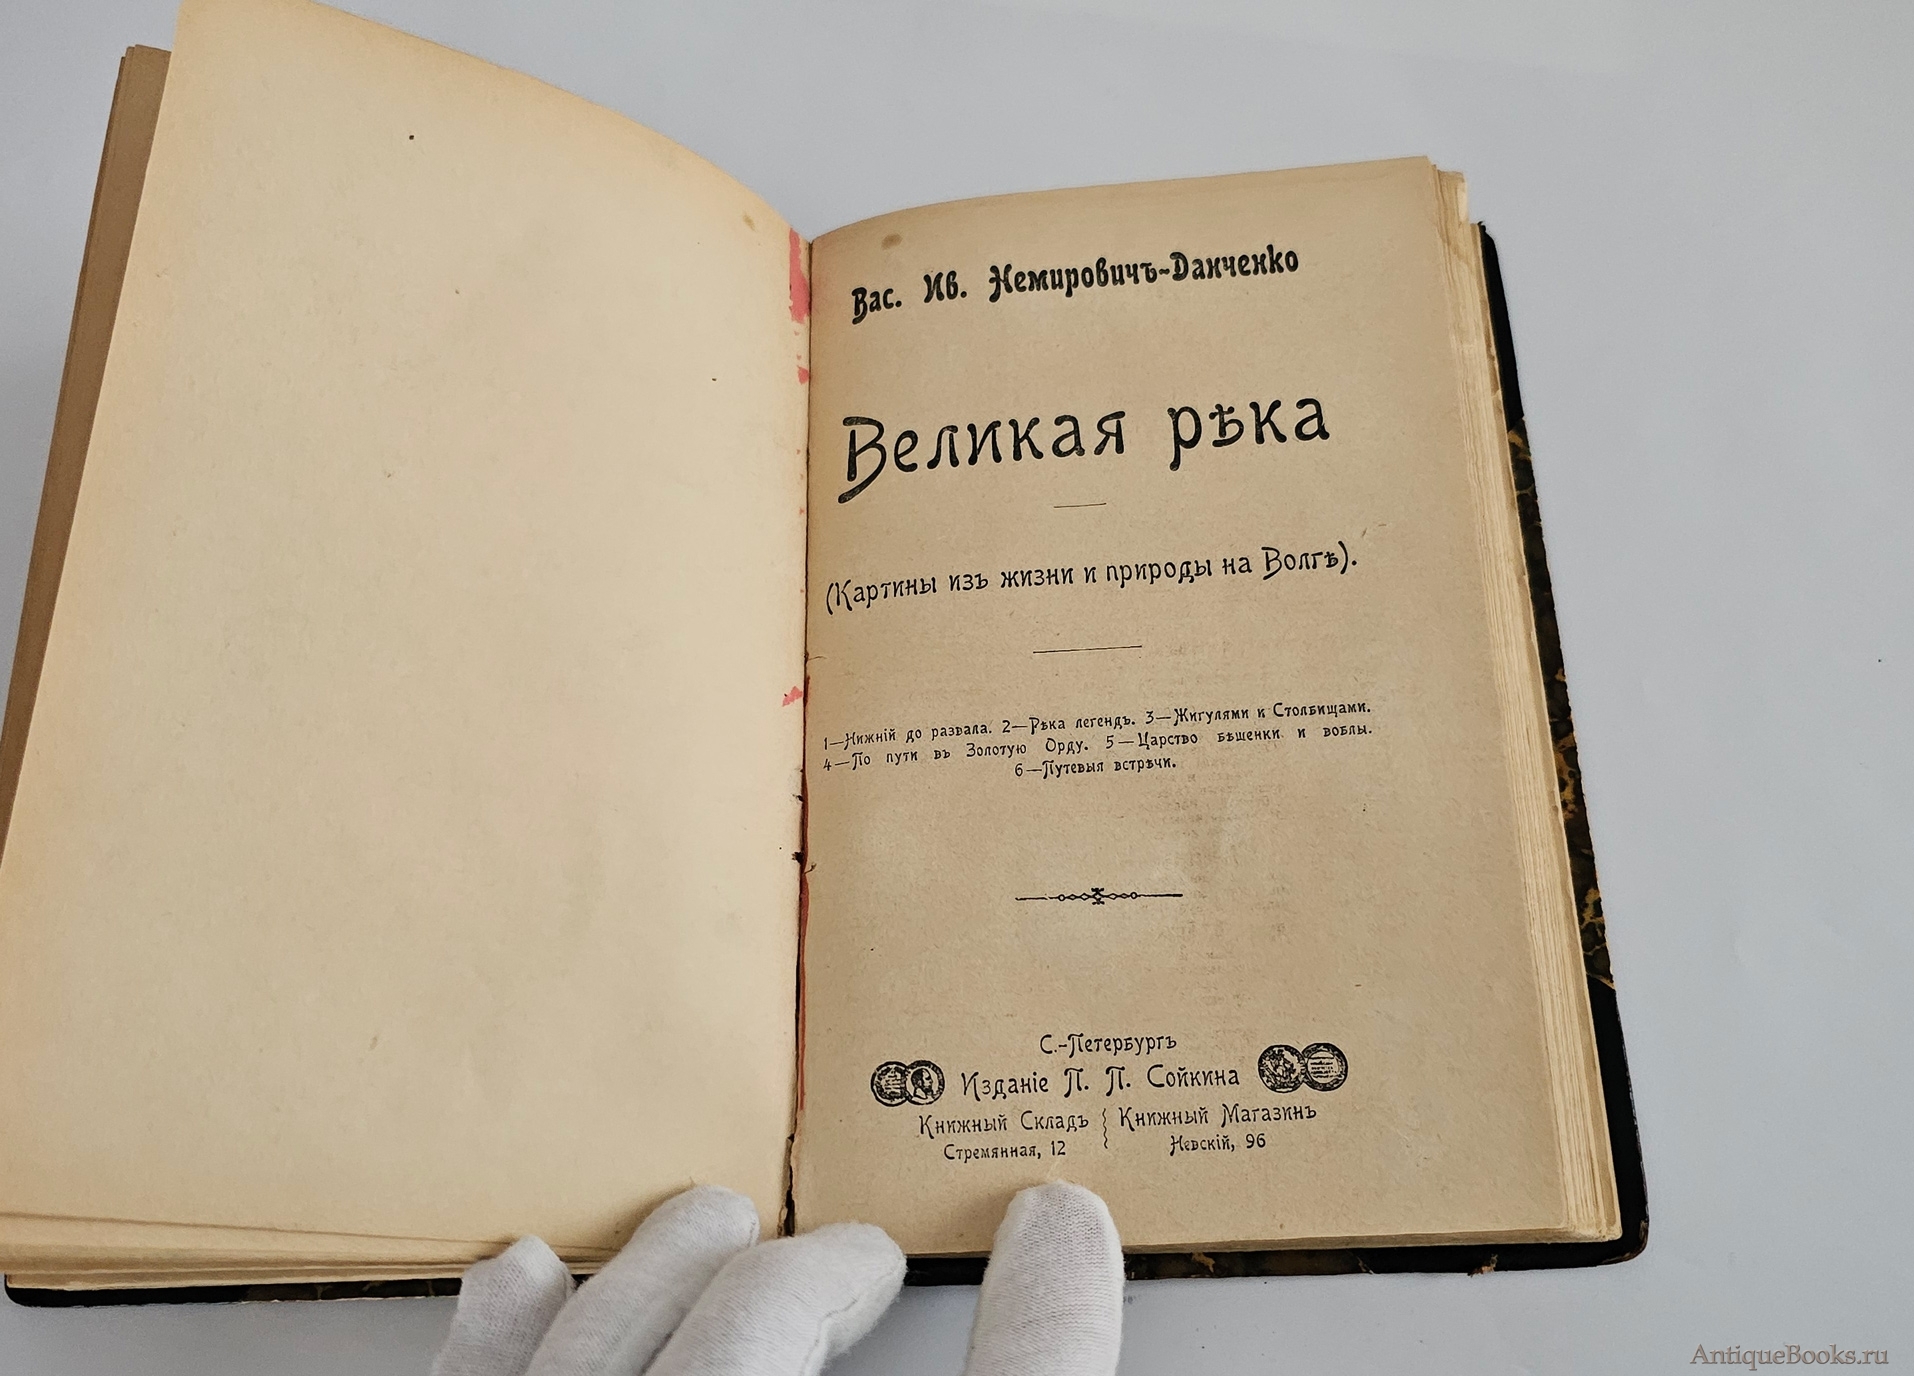 Вас. Ив. Немировичъ-Данченко
Великая рѣка
(Картины изъ жизни и природы на Волгѣ).
1—Нижній до развала. 2—Рѣка легендъ. 3—Жигулями и Столбищами.
4—По пути въ Золотую Орду. 5—Царство бѣшенки и воблы.
6—Путевыя встрѣчи.
С.-Петербургъ
Изданіе П. П. Сойкина
Книжный Складъ { Книжный Магазинъ
Стремянная, 12 Невскій, 96
AntiqueBooks.ru